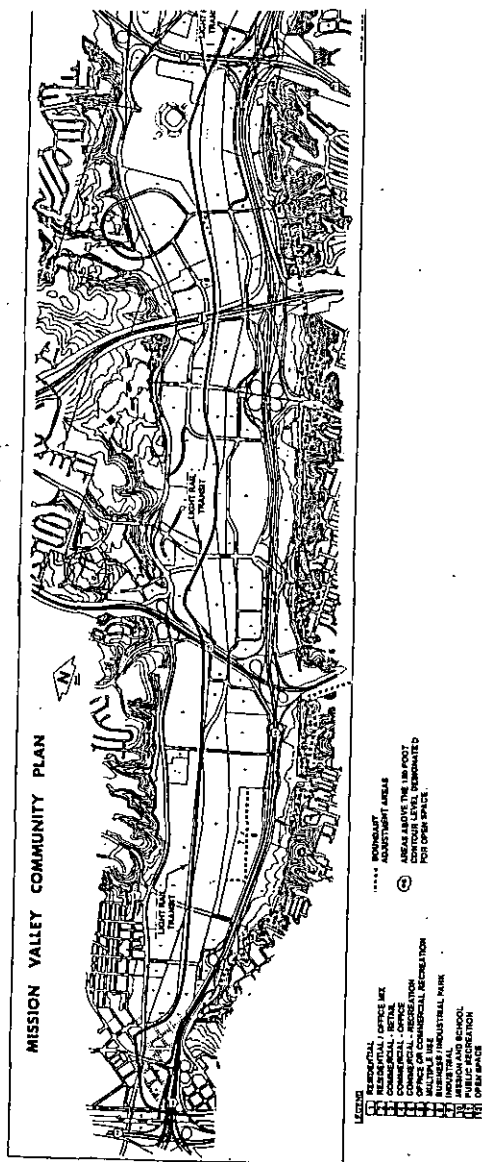 MISSION VALLEY COMMUNITY PLAN
N
LIGHT RAIL
TRANSIT
LIGHT RAIL
TRANSIT
LIGHT R
TRANS
LEGEND
RESIDENTIAL
RESIDENTIAL / OFFICE MIX
COMMERCIAL - RETAIL
COMMERCIAL - OFFICE
COMMERCIAL - RECREATION
OFFICE OR COMMERCIAL RECREATION
MULTIPLE USE
BUSINESS / INDUSTRIAL PARK
INDUSTRIAL
MISSION AND SCHOOL
PUBLIC RECREATION
OPEN SPACE
BOUNDARY
ADJUSTMENT AREAS
AREAS ABOVE THE 150 FOOT
CONTOUR LEVEL DESIGNATED
FOR OPEN SPACE.